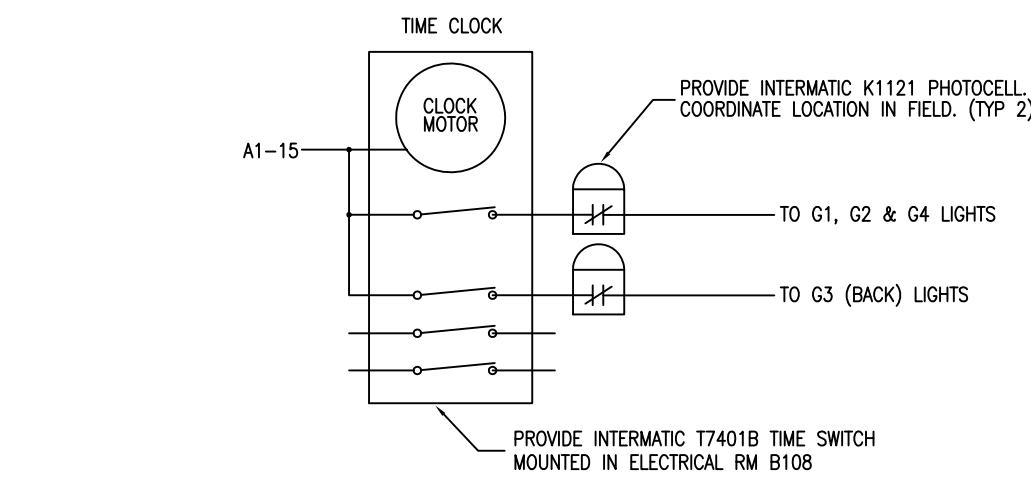 TIME CLOCK
CLOCK
MOTOR
PROVIDE INTERMATIC K1121 PHOTOCELL.
COORDINATE LOCATION IN FIELD. (TYP 2)
A1-15
TO G1, G2 & G4 LIGHTS
TO G3 (BACK) LIGHTS
PROVIDE INTERMATIC T7401B TIME SWITCH
MOUNTED IN ELECTRICAL RM B108